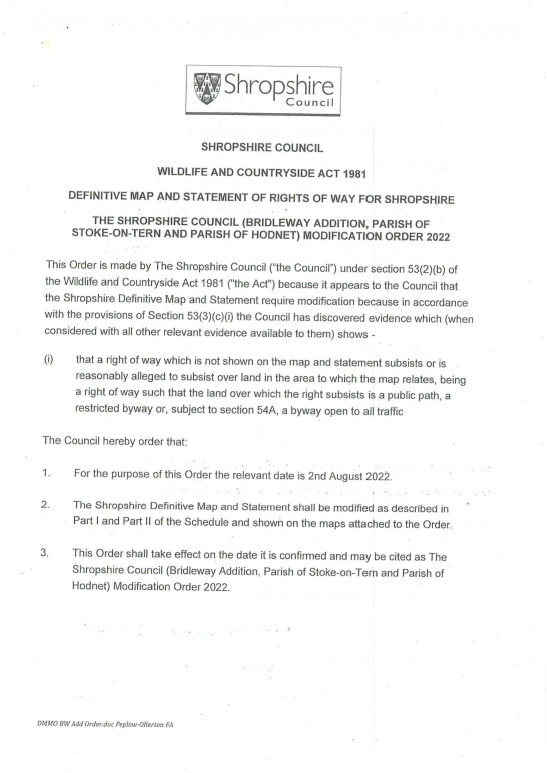 Shropshire
Council
SHROPSHIRE COUNCIL
WILDLIFE AND COUNTRYSIDE ACT 1981
DEFINITIVE MAP AND STATEMENT OF RIGHTS OF WAY FOR SHROPSHIRE
THE SHROPSHIRE COUNCIL (BRIDLEWAY ADDITION, PARISH OF
STOKE-ON-TERN AND PARISH OF HODNET) MODIFICATION ORDER 2022
This Order is made by The Shropshire Council ("the Council") under section 53(2)(b) of
the Wildlife and Countryside Act 1981 ("the Act") because it appears to the Council that
the Shropshire Definitive Map and Statement require modification because in accordance
with the provisions of Section 53(3)(c)(i) the Council has discovered evidence which (when
considered with all other relevant evidence available to them) shows -
(i) that a right of way which is not shown on the map and statement subsists or is
reasonably alleged to subsist over land in the area to which the map relates, being
a right of way such that the land over which the right subsists is a public path, a
restricted byway or, subject to section 54A, a byway open to all traffic
The Council hereby order that:
1. For the purpose of this Order the relevant date is 2nd August 2022.
2. The Shropshire Definitive Map and Statement shall be modified as described in
Part I and Part II of the Schedule and shown on the maps attached to the Order.
3. This Order shall take effect on the date it is confirmed and may be cited as The
Shropshire Council (Bridleway Addition, Parish of Stoke-on-Tern and Parish of
Hodnet) Modification Order 2022.
DMMO BW Add Order.doc Peplow-Ollerton FA